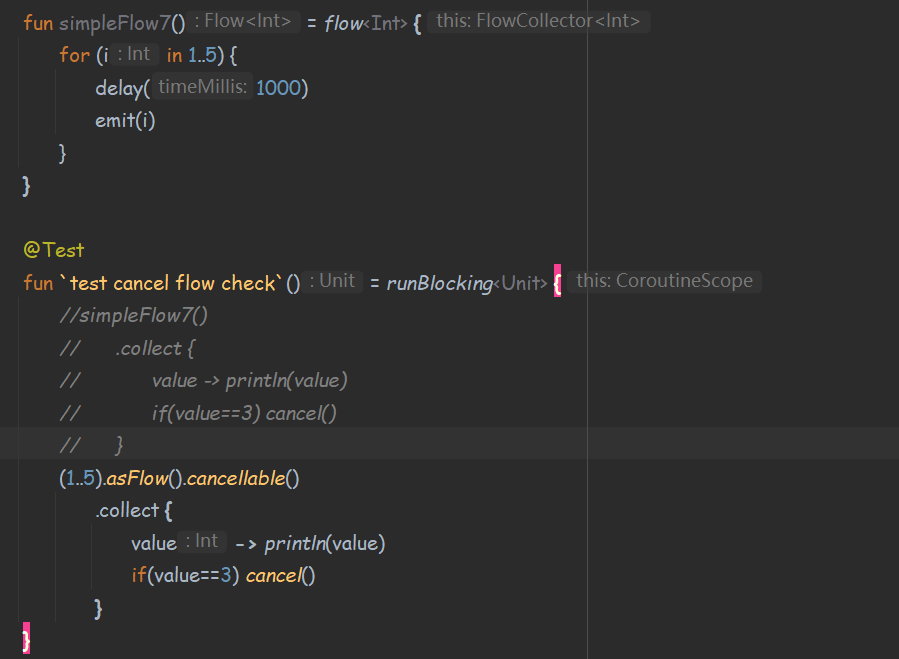 fun simpleFlow7() : Flow<Int> = flow<Int> { this: FlowCollector<Int>
for (i : Int in 1..5) {
delay( timeMillis: 1000)
emit(i)
}
}
@Test
fun `test cancel flow check`() : Unit = runBlocking<Unit> { this: CoroutineScope
//simpleFlow7()
// .collect {
// value -> println(value)
// if(value==3) cancel()
// }
(1..5).asFlow().cancellable()
.collect {
value : Int -> println(value)
if(value==3) cancel()
}
}